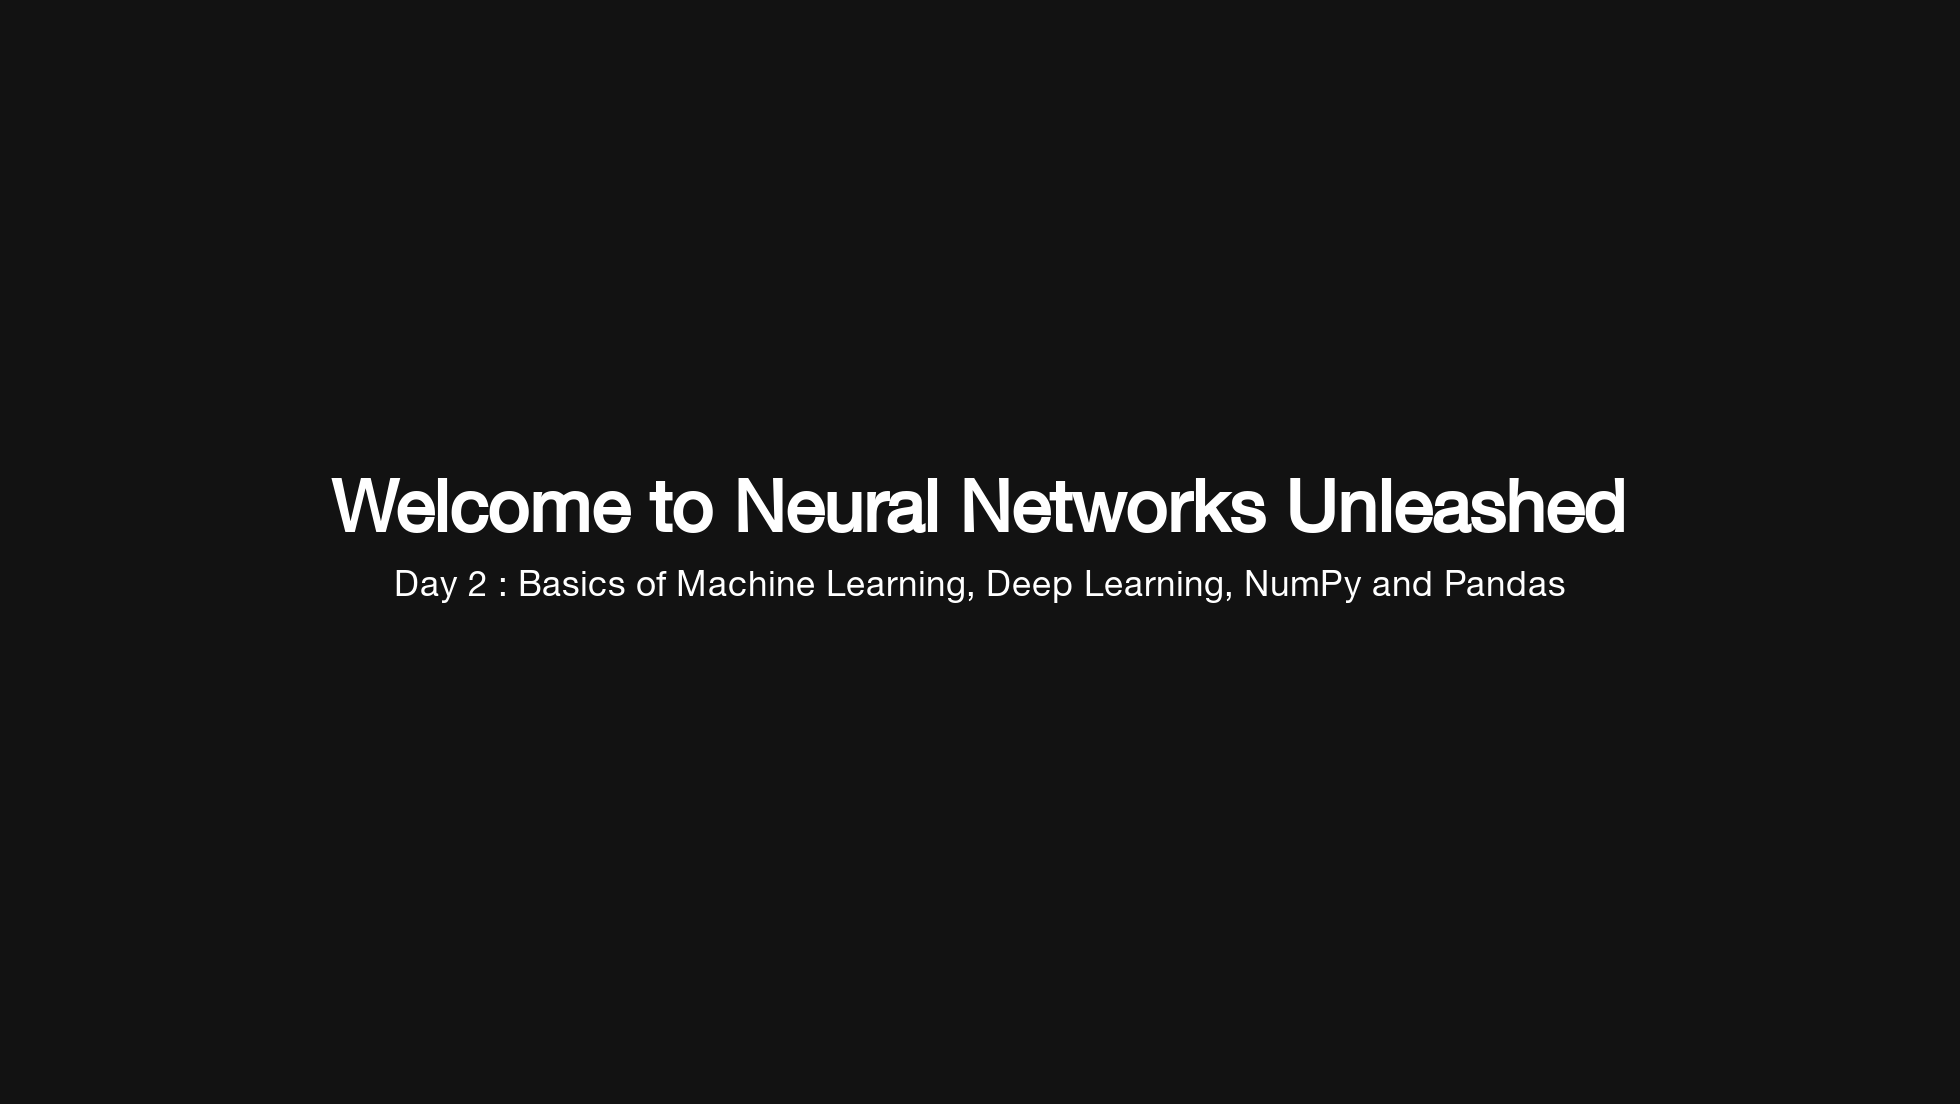 Welcome to Neural Networks Unleashed
Day 2 : Basics of Machine Learning, Deep Learning, NumPy and Pandas